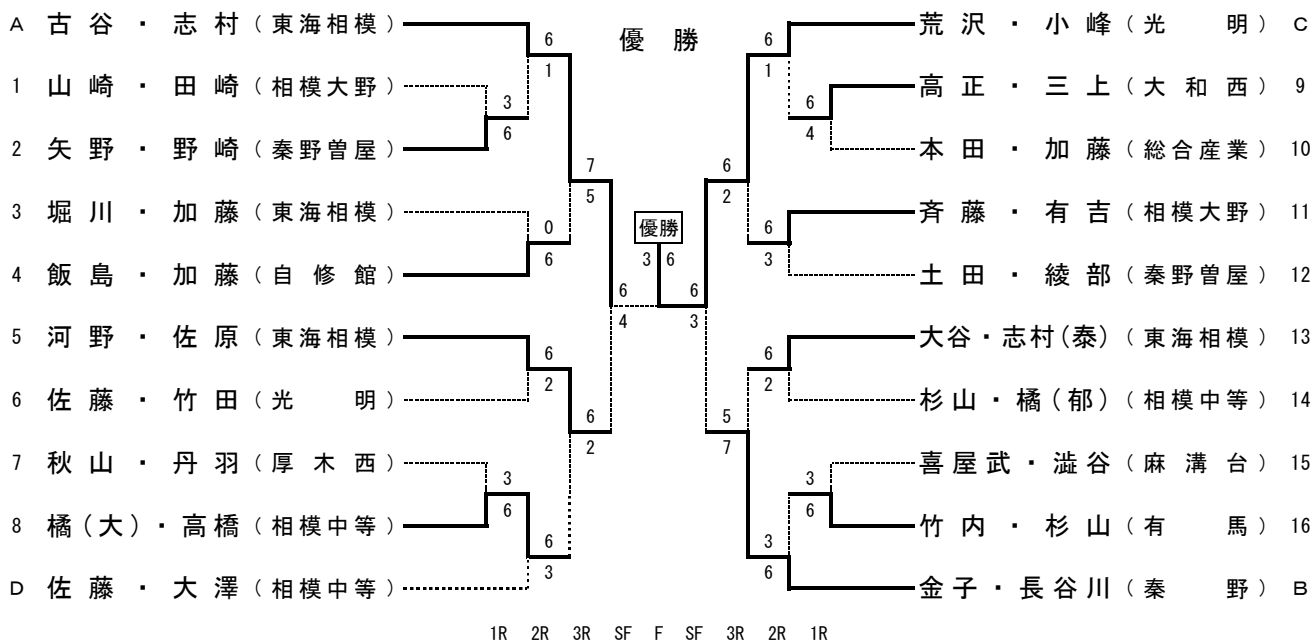 A 古谷・志村（東海相模） 6 優勝 6 荒沢・小峰（光　明） C
1 1
1 山崎・田崎（相模大野） 3 6 高正・三上（大和西） 9
6 4
2 矢野・野崎（秦野曽屋） 本田・加藤（総合産業） 10
7 6
5 2
3 堀川・加藤（東海相模） 0 優勝 6 斉藤・有吉（相模大野） 11
6 3 6 3
4 飯島・加藤（自修館） 土田・綾部（秦野曽屋） 12
6 6
4 3
5 河野・佐原（東海相模） 6 6 大谷・志村(泰)（東海相模） 13
2 2
6 佐藤・竹田（光　明） 杉山・橘(郁)（相模中等） 14
6 5
2 7
7 秋山・丹羽（厚木西） 3 3 喜屋武・澁谷（麻溝台） 15
6 6
8 橘(大)・高橋（相模中等） 竹内・杉山（有　馬） 16
6 3
3 6
D 佐藤・大澤（相模中等） 金子・長谷川（秦　野） B
1R 2R 3R SF F SF 3R 2R 1R